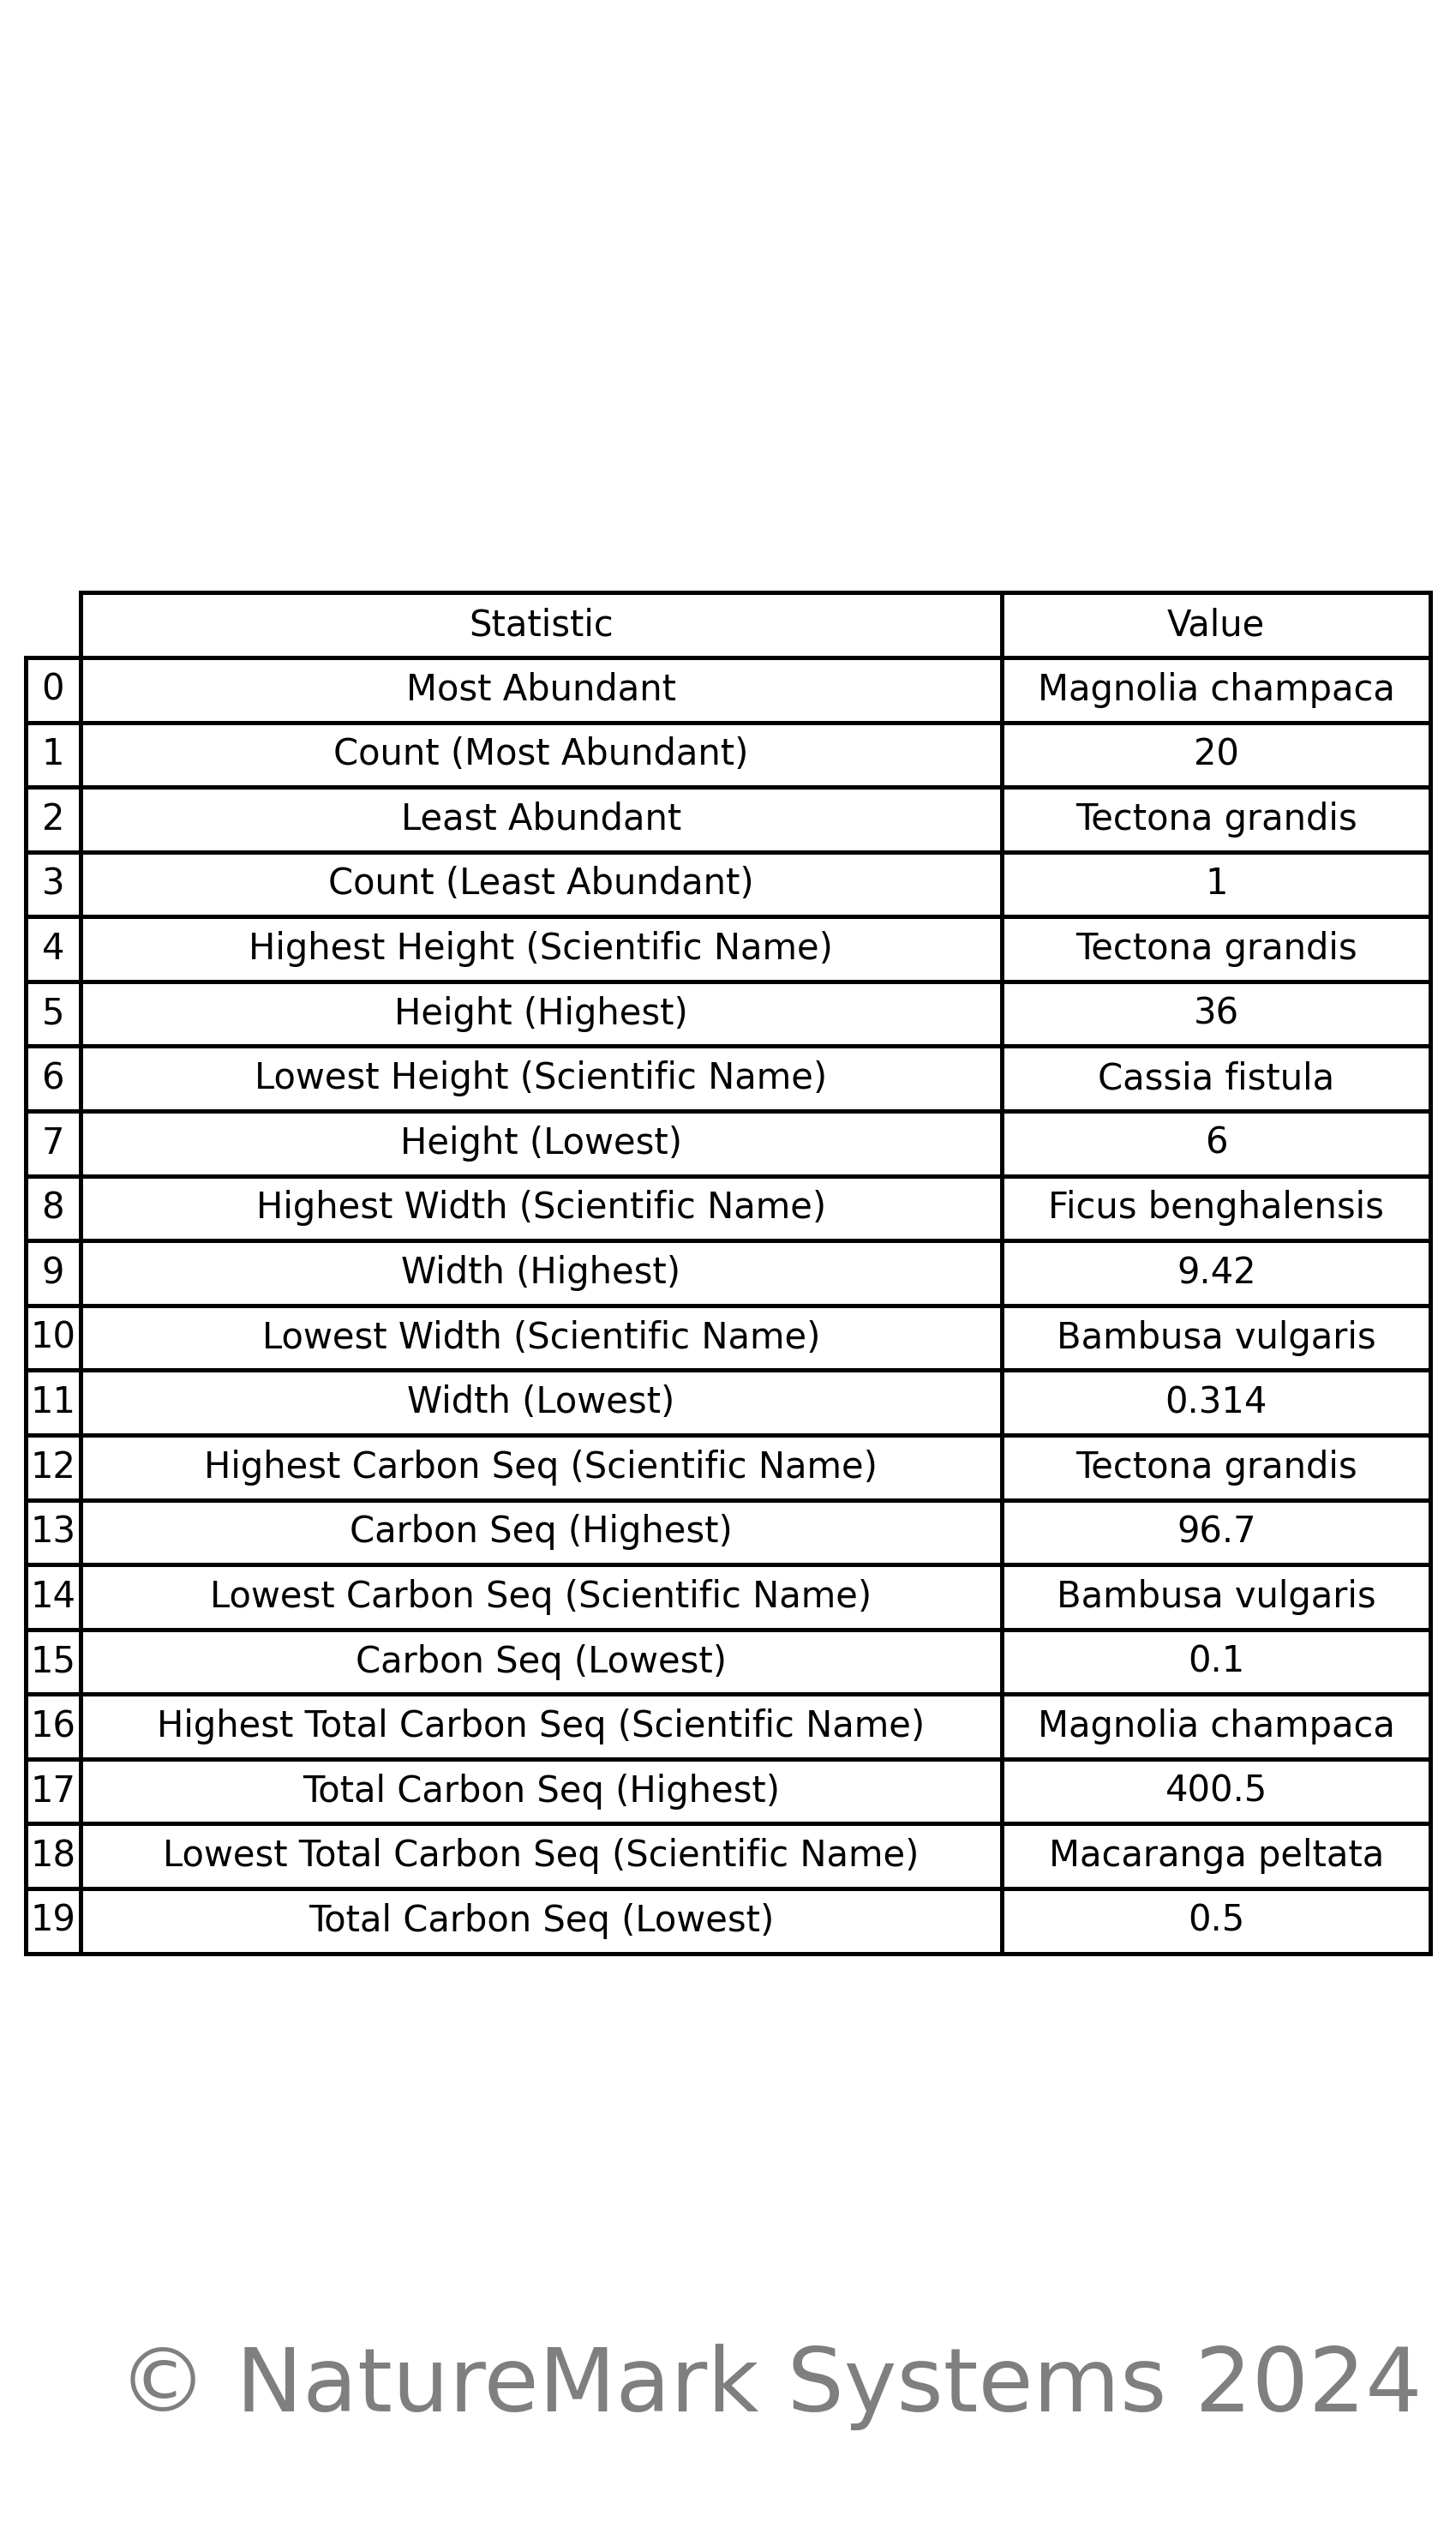 Statistic Value
0 Most Abundant Magnolia champaca
1 Count (Most Abundant) 20
2 Least Abundant Tectona grandis
3 Count (Least Abundant) 1
4 Highest Height (Scientific Name) Tectona grandis
5 Height (Highest) 36
6 Lowest Height (Scientific Name) Cassia fistula
7 Height (Lowest) 6
8 Highest Width (Scientific Name) Ficus benghalensis
9 Width (Highest) 9.42
10 Lowest Width (Scientific Name) Bambusa vulgaris
11 Width (Lowest) 0.314
12 Highest Carbon Seq (Scientific Name) Tectona grandis
13 Carbon Seq (Highest) 96.7
14 Lowest Carbon Seq (Scientific Name) Bambusa vulgaris
15 Carbon Seq (Lowest) 0.1
16 Highest Total Carbon Seq (Scientific Name) Magnolia champaca
17 Total Carbon Seq (Highest) 400.5
18 Lowest Total Carbon Seq (Scientific Name) Macaranga peltata
19 Total Carbon Seq (Lowest) 0.5
© NatureMark Systems 2024